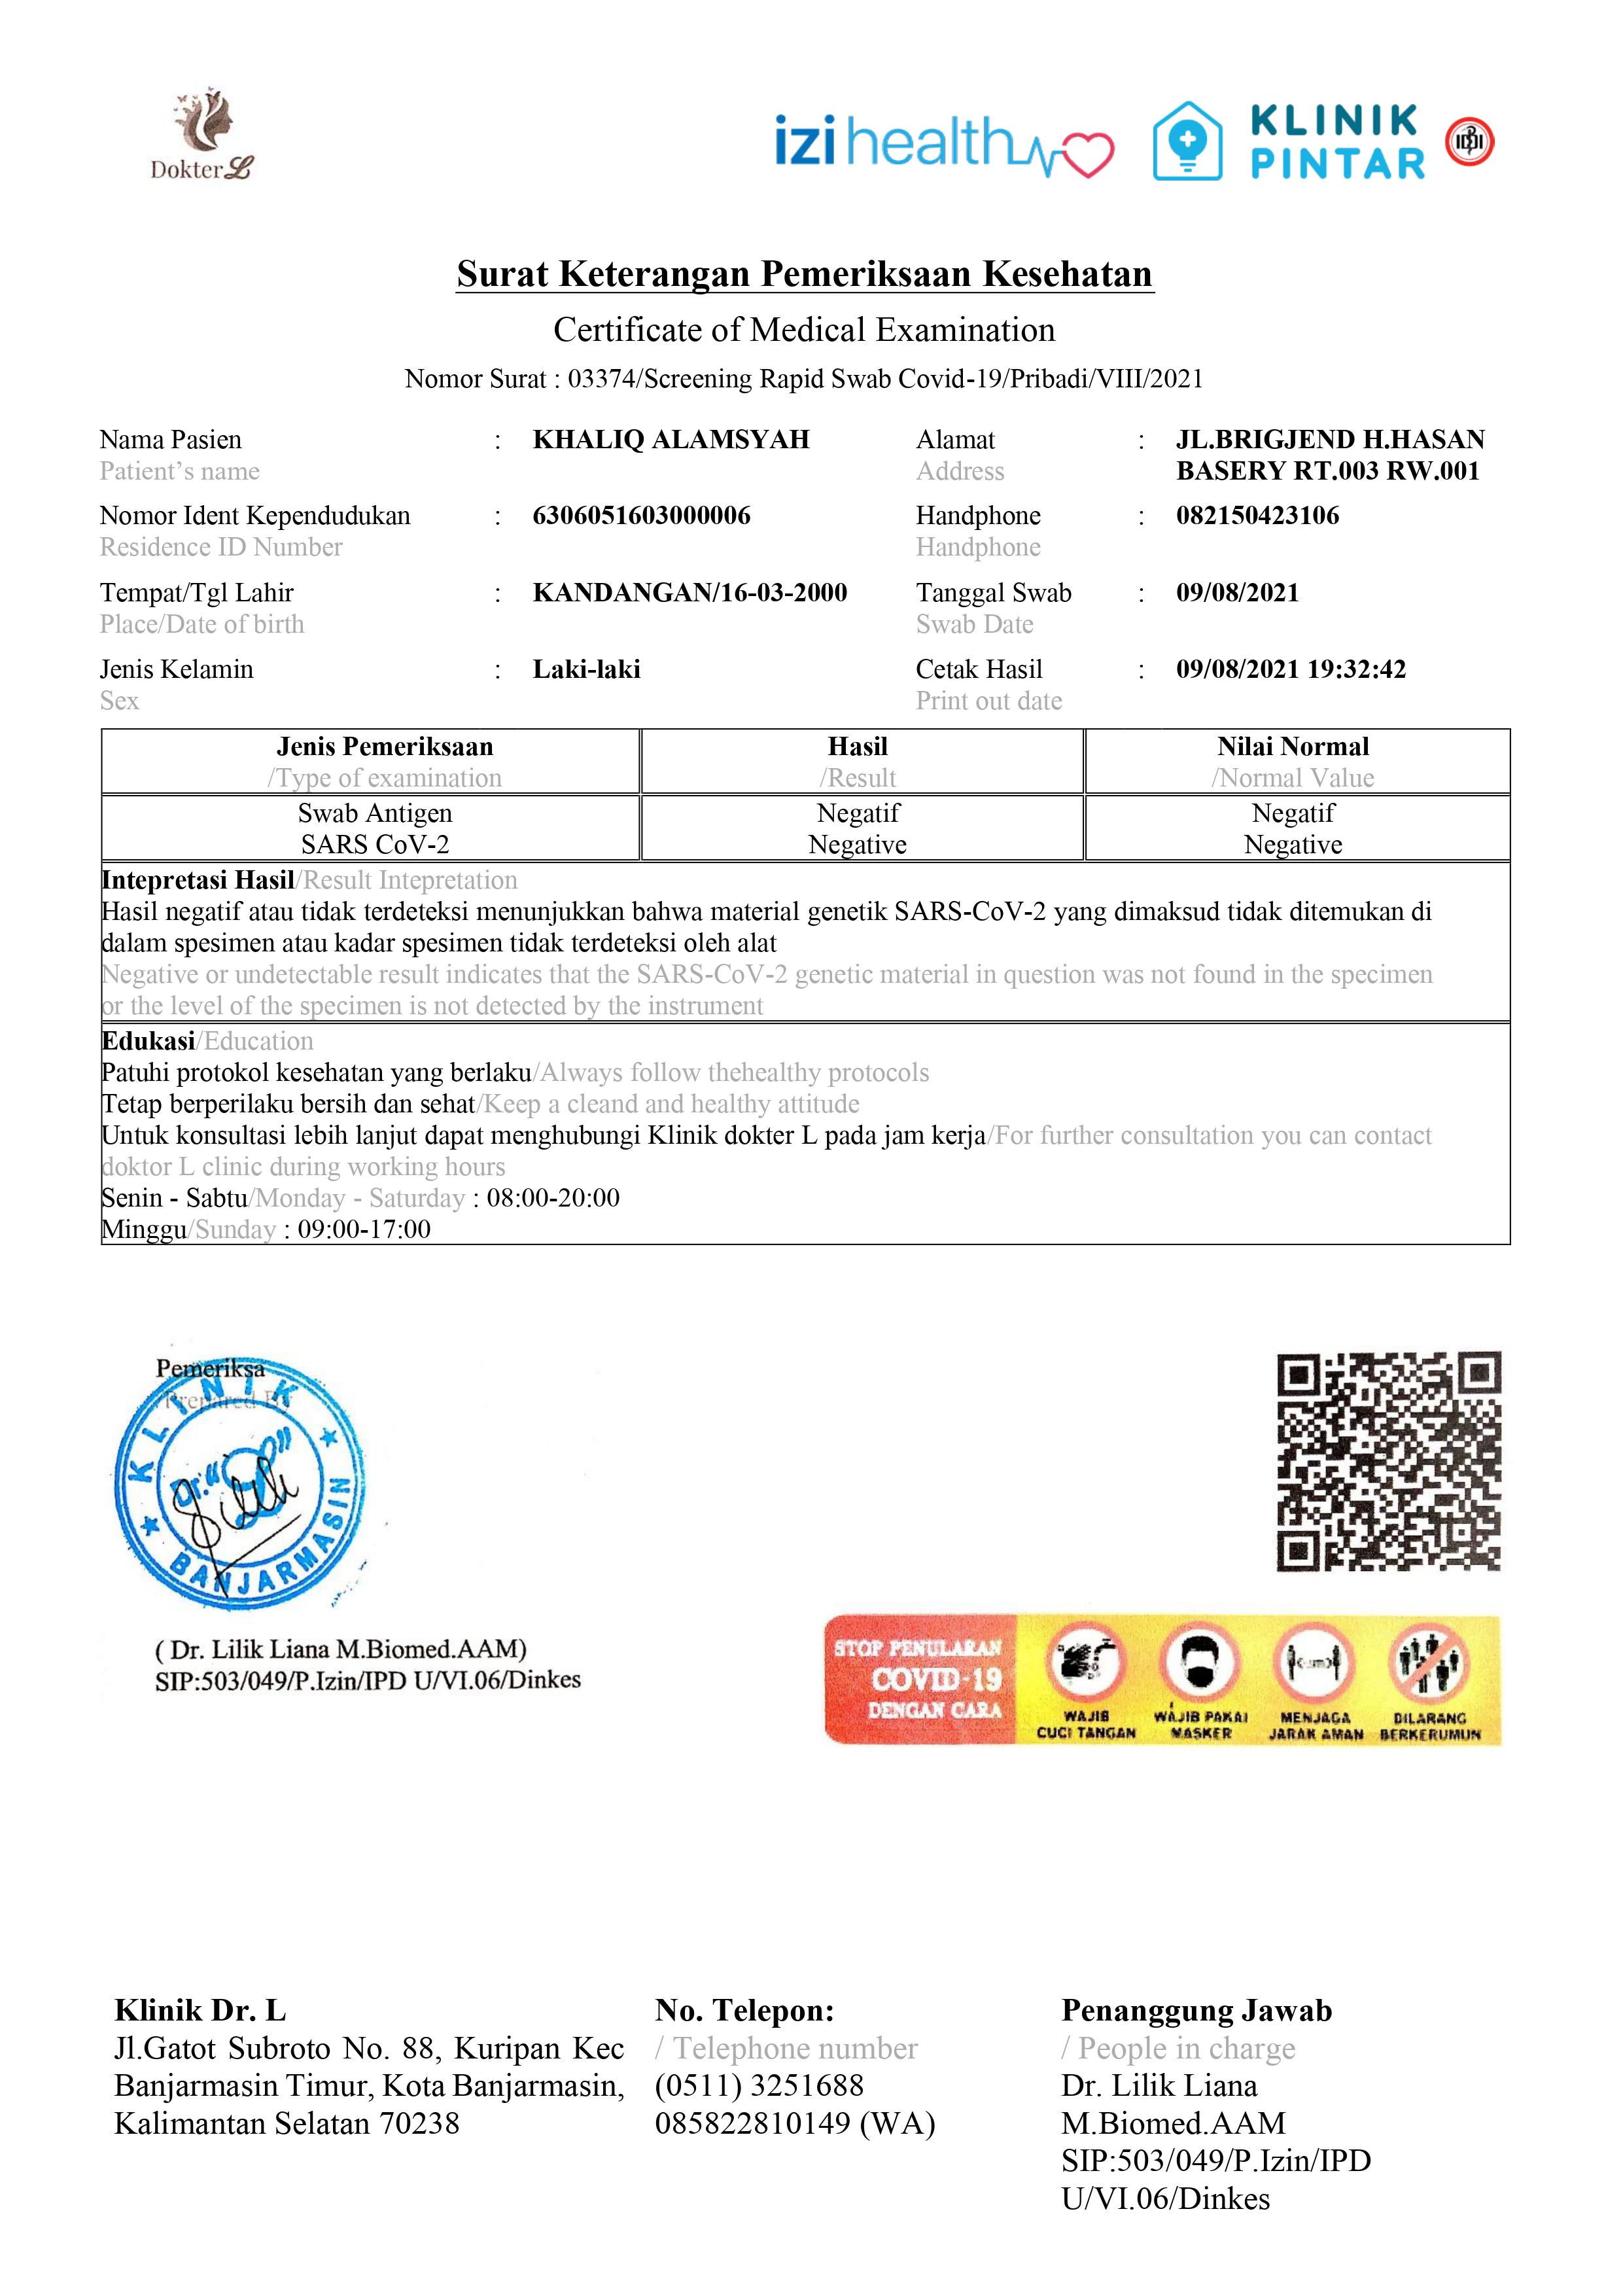 Dokter L
izi health
KLINIK
PINTAR
IDI
Surat Keterangan Pemeriksaan Kesehatan
Certificate of Medical Examination
Nomor Surat : 03374/Screening Rapid Swab Covid-19/Pribadi/VIII/2021
Nama Pasien : KHALIQ ALAMSYAH
Patient’s name
Alamat : JL.BRIGJEND H.HASAN
Address BASERY RT.003 RW.001
Nomor Ident Kependudukan : 6306051603000006
Residence ID Number
Handphone : 082150423106
Handphone
Tempat/Tgl Lahir : KANDANGAN/16-03-2000
Place/Date of birth
Tanggal Swab : 09/08/2021
Swab Date
Jenis Kelamin : Laki-laki
Sex
Cetak Hasil : 09/08/2021 19:32:42
Print out date
Jenis Pemeriksaan Hasil Nilai Normal
/Type of examination /Result /Normal Value
Swab Antigen Negatif Negatif
SARS CoV-2 Negative Negative
Intepretasi Hasil/Result Intepretation
Hasil negatif atau tidak terdeteksi menunjukkan bahwa material genetik SARS-CoV-2 yang dimaksud tidak ditemukan di
dalam spesimen atau kadar spesimen tidak terdeteksi oleh alat
Negative or undetectable result indicates that the SARS-CoV-2 genetic material in question was not found in the specimen
or the level of the specimen is not detected by the instrument
Edukasi/Education
Patuhi protokol kesehatan yang berlaku/Always follow thehealthy protocols
Tetap berperilaku bersih dan sehat/Keep a cleand and healthy attitude
Untuk konsultasi lebih lanjut dapat menghubungi Klinik dokter L pada jam kerja/For further consultation you can contact
doktor L clinic during working hours
Senin - Sabtu/Monday - Saturday : 08:00-20:00
Minggu/Sunday : 09:00-17:00
Pemeriksa
/Prepared By
KLINIK
Dr. "L"
BANJARMASIN
( Dr. Lilik Liana M.Biomed.AAM)
SIP:503/049/P.Izin/IPD U/VI.06/Dinkes
STOP PENULARAN
COVID-19
DENGAN CARA
WAJIB
CUCI TANGAN
WAJIB PAKAI
MASKER
MENJAGA
JARAK AMAN
DILARANG
BERKERUMUN
Klinik Dr. L
Jl.Gatot Subroto No. 88, Kuripan Kec
Banjarmasin Timur, Kota Banjarmasin,
Kalimantan Selatan 70238
No. Telepon:
/ Telephone number
(0511) 3251688
085822810149 (WA)
Penanggung Jawab
/ People in charge
Dr. Lilik Liana
M.Biomed.AAM
SIP:503/049/P.Izin/IPD
U/VI.06/Dinkes